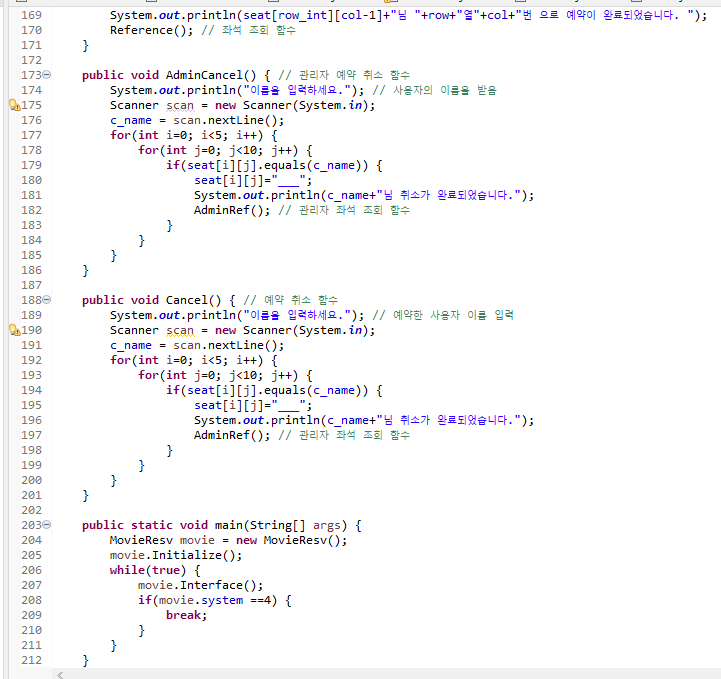 169 System.out.println(seat[row_int][col-1]+"님 "+row+"열"+col+"번 으로 예약이 완료되었습니다. ");
170 Reference(); // 좌석 조회 함수
171 }
172
173 public void AdminCancel() { // 관리자 예약 취소 함수
174 System.out.println("이름을 입력하세요."); // 사용자의 이름을 받음
175 Scanner scan = new Scanner(System.in);
176 c_name = scan.nextLine();
177 for(int i=0; i<5; i++) {
178 for(int j=0; j<10; j++) {
179 if(seat[i][j].equals(c_name)) {
180 seat[i][j]="___";
181 System.out.println(c_name+"님 취소가 완료되었습니다.");
182 AdminRef(); // 관리자 좌석 조회 함수
183 }
184 }
185 }
186 }
187
188 public void Cancel() { // 예약 취소 함수
189 System.out.println("이름을 입력하세요."); // 예약한 사용자 이름 입력
190 Scanner scan = new Scanner(System.in);
191 c_name = scan.nextLine();
192 for(int i=0; i<5; i++) {
193 for(int j=0; j<10; j++) {
194 if(seat[i][j].equals(c_name)) {
195 seat[i][j]="___";
196 System.out.println(c_name+"님 취소가 완료되었습니다.");
197 AdminRef(); // 관리자 좌석 조회 함수
198 }
199 }
200 }
201 }
202
203 public static void main(String[] args) {
204 MovieResv movie = new MovieResv();
205 movie.Initialize();
206 while(true) {
207 movie.Interface();
208 if(movie.system ==4) {
209 break;
210 }
211 }
212 }